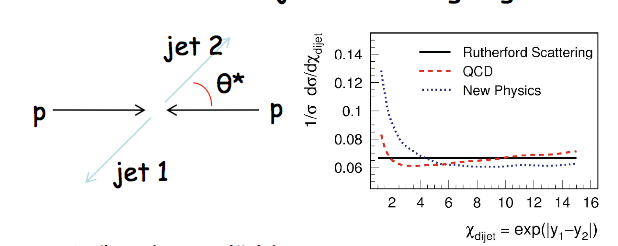 jet 2
θ*
p
p
jet 1
1/σ dσ/dχdijet
0.14
0.12
0.1
0.08
0.06
Rutherford Scattering
QCD
New Physics
2 4 6 8 10 12 14 16
χdijet = exp(|y1−y2|)